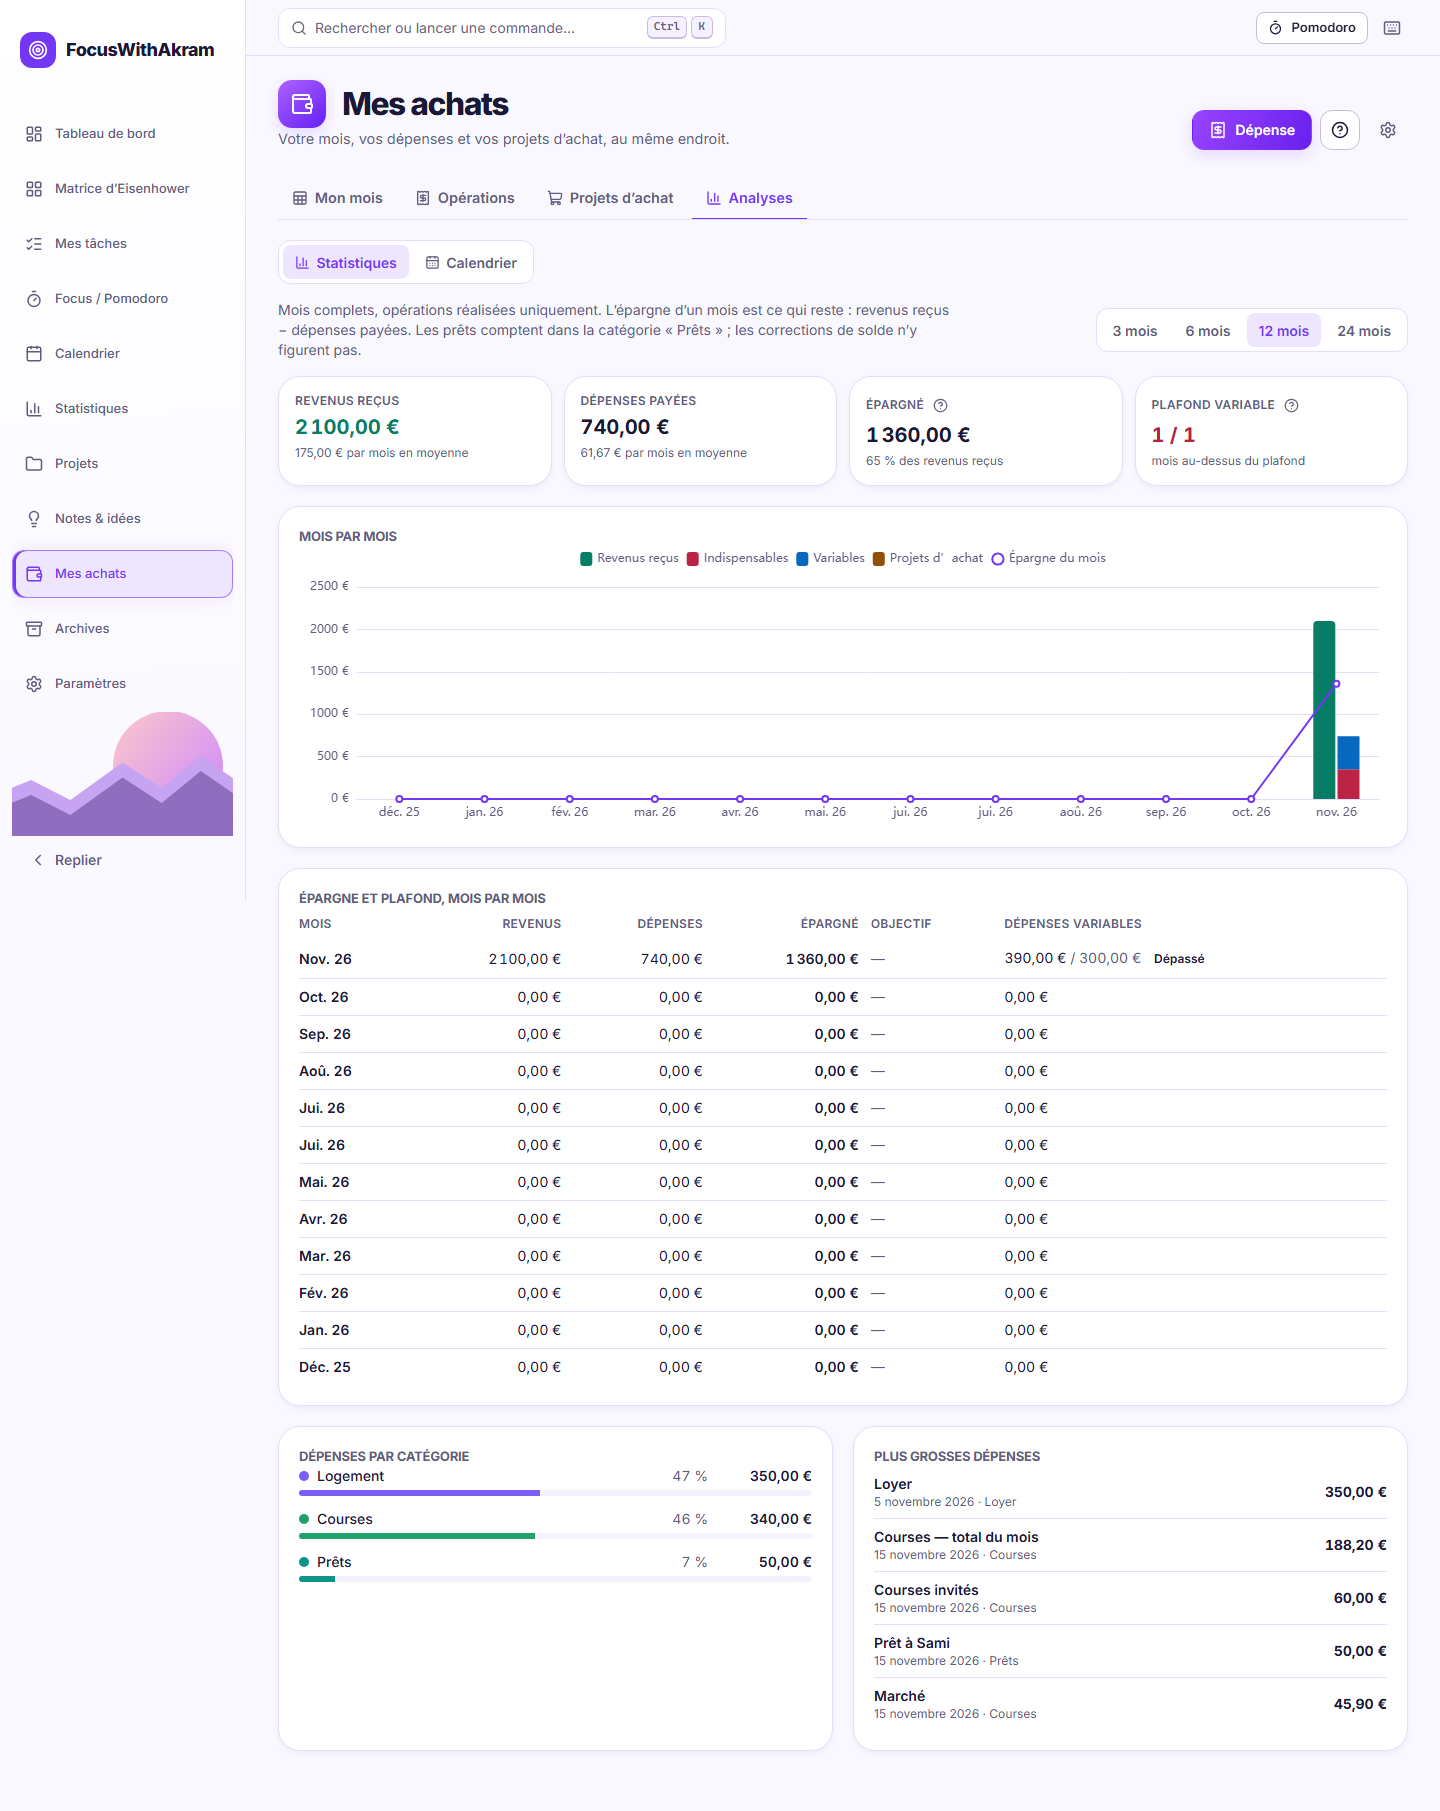 FocusWithAkram
Rechercher ou lancer une commande...
Ctrl K
Pomodoro
Tableau de bord
Matrice d’Eisenhower
Mes tâches
Focus / Pomodoro
Calendrier
Statistiques
Projets
Notes & idées
Mes achats
Archives
Paramètres
Replier
Mes achats
Votre mois, vos dépenses et vos projets d’achat, au même endroit.
Dépense
Mon mois
Opérations
Projets d’achat
Analyses
Statistiques
Calendrier
Mois complets, opérations réalisées uniquement. L’épargne d’un mois est ce qui reste : revenus reçus
− dépenses payées. Les prêts comptent dans la catégorie « Prêts » ; les corrections de solde n’y
figurent pas.
3 mois 6 mois 12 mois 24 mois
REVENUS REÇUS
2 100,00 €
175,00 € par mois en moyenne
DÉPENSES PAYÉES
740,00 €
61,67 € par mois en moyenne
ÉPARGNÉ
1 360,00 €
65 % des revenus reçus
PLAFOND VARIABLE
1 / 1
mois au-dessus du plafond
MOIS PAR MOIS
Revenus reçus Indispensables Variables Projets d’ achat Épargne du mois
2500 €
2000 €
1500 €
1000 €
500 €
0 €
déc. 25 jan. 26 fév. 26 mar. 26 avr. 26 mai. 26 jui. 26 jui. 26 aoû. 26 sep. 26 oct. 26 nov. 26
ÉPARGNE ET PLAFOND, MOIS PAR MOIS
MOIS REVENUS DÉPENSES ÉPARGNÉ OBJECTIF DÉPENSES VARIABLES
Nov. 26 2 100,00 € 740,00 € 1 360,00 € — 390,00 € / 300,00 € Dépassé
Oct. 26 0,00 € 0,00 € 0,00 € — 0,00 €
Sep. 26 0,00 € 0,00 € 0,00 € — 0,00 €
Aoû. 26 0,00 € 0,00 € 0,00 € — 0,00 €
Jui. 26 0,00 € 0,00 € 0,00 € — 0,00 €
Jui. 26 0,00 € 0,00 € 0,00 € — 0,00 €
Mai. 26 0,00 € 0,00 € 0,00 € — 0,00 €
Avr. 26 0,00 € 0,00 € 0,00 € — 0,00 €
Mar. 26 0,00 € 0,00 € 0,00 € — 0,00 €
Fév. 26 0,00 € 0,00 € 0,00 € — 0,00 €
Jan. 26 0,00 € 0,00 € 0,00 € — 0,00 €
Déc. 25 0,00 € 0,00 € 0,00 € — 0,00 €
DÉPENSES PAR CATÉGORIE
Logement 47 % 350,00 €
Courses 46 % 340,00 €
Prêts 7 % 50,00 €
PLUS GROSSES DÉPENSES
Loyer
5 novembre 2026 · Loyer
350,00 €
Courses — total du mois
15 novembre 2026 · Courses
188,20 €
Courses invités
15 novembre 2026 · Courses
60,00 €
Prêt à Sami
15 novembre 2026 · Prêts
50,00 €
Marché
15 novembre 2026 · Courses
45,90 €